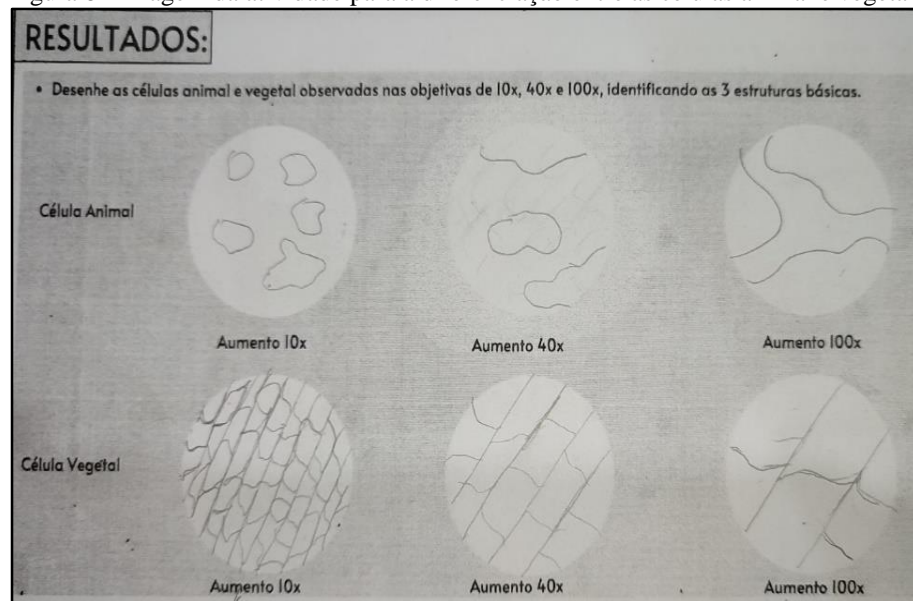 RESULTADOS:
• Desenhe as células animal e vegetal observadas nas objetivas de 10x, 40x e 100x, identificando as 3 estruturas básicas.
Célula Animal
Aumento 10x
Aumento 40x
Aumento 100x
Célula Vegetal
Aumento 10x
Aumento 40x
Aumento 100x